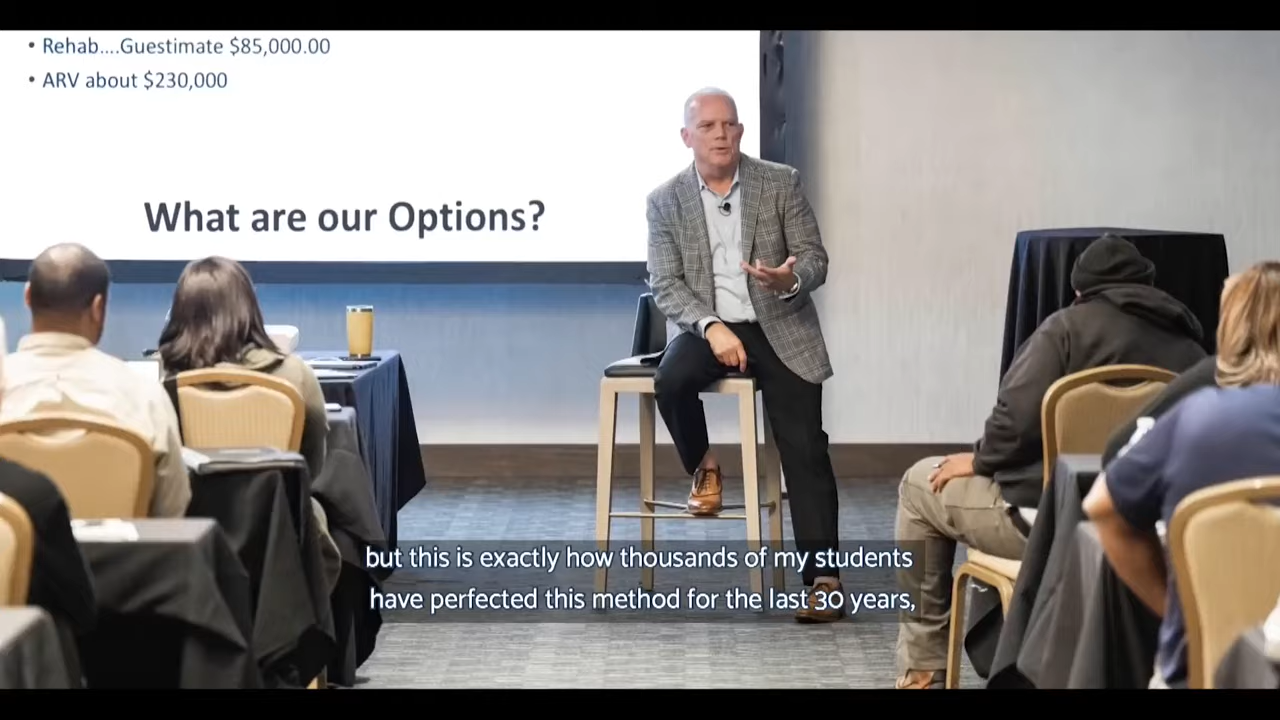 • Rehab....Guestimate $85,000.00
• ARV about $230,000
What are our Options?
but this is exactly how thousands of my students
have perfected this method for the last 30 years,